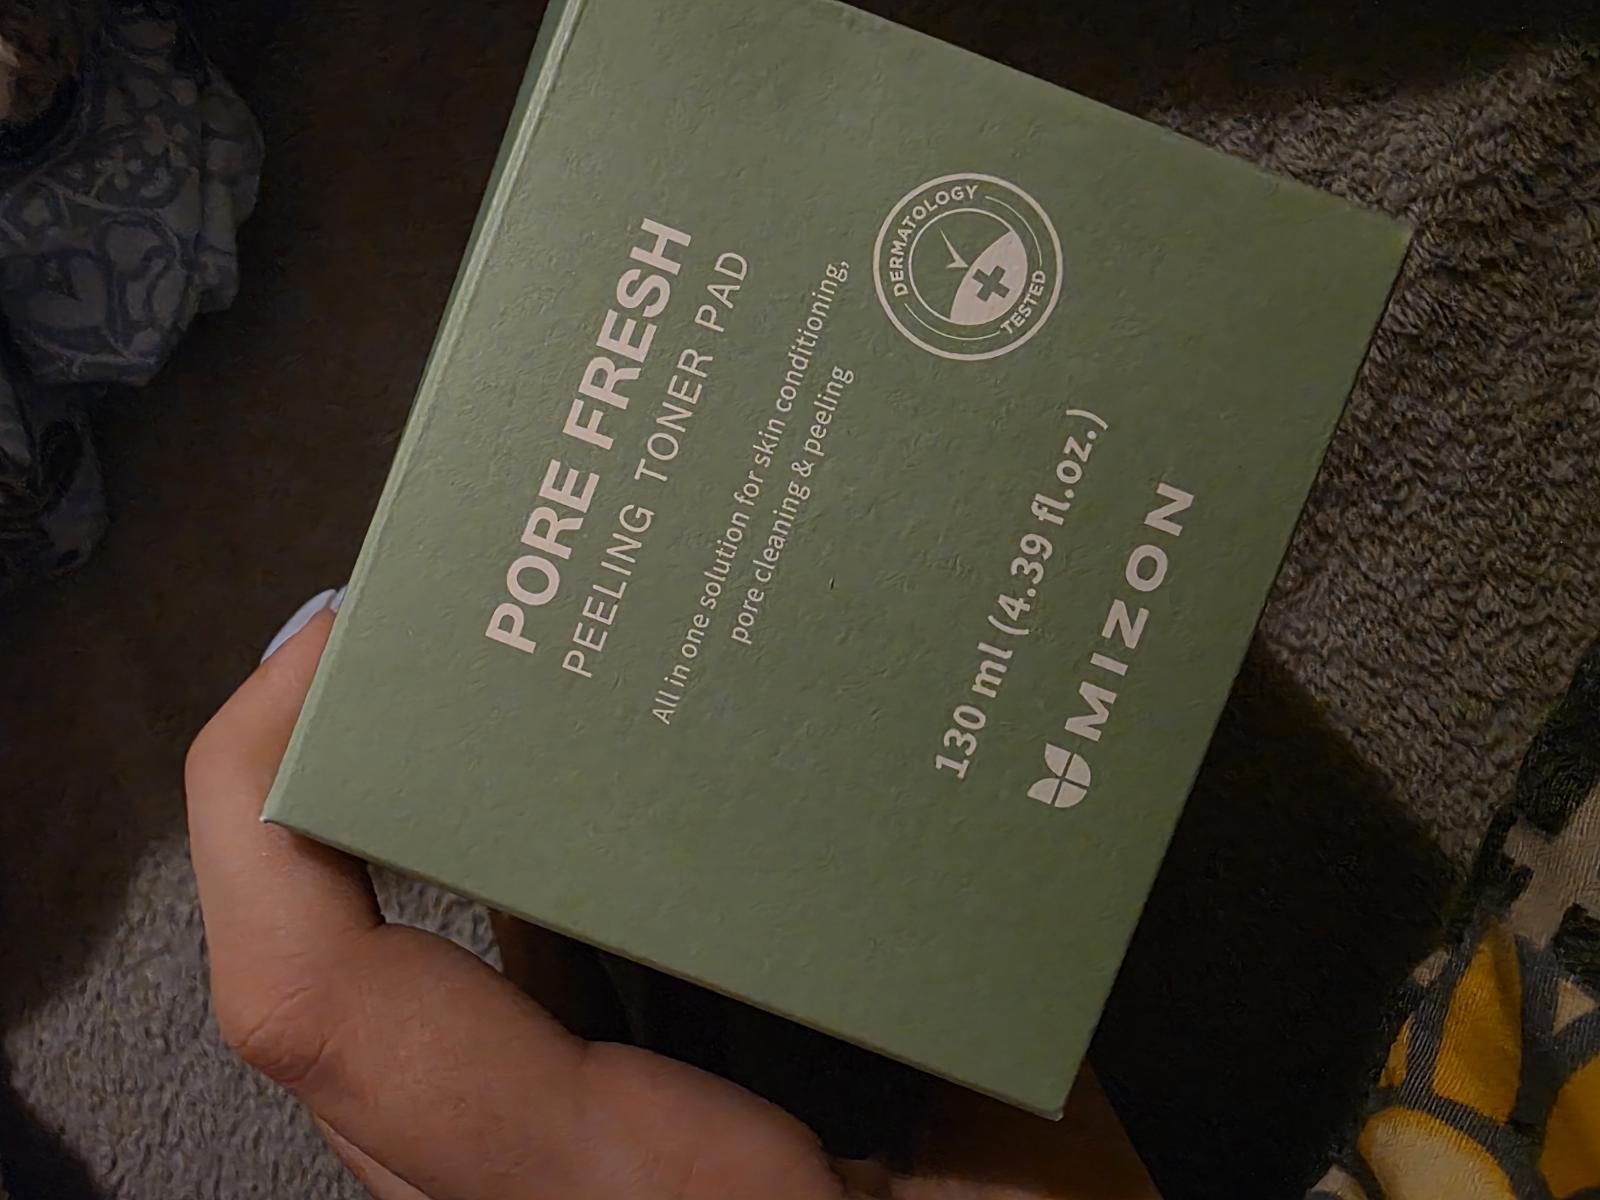 PORE FRESH
PEELING TONER PAD
All in one solution for skin conditioning,
pore cleaning & peeling
DERMATOLOGY
TESTED
130 ml (4.39 fl.oz.)
MIZON